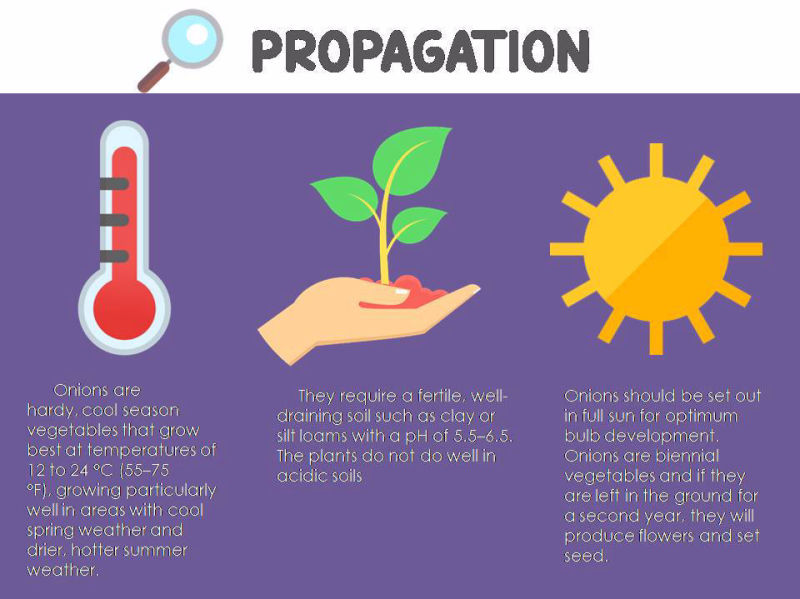 PROPAGATION
Onions are
hardy, cool season
vegetables that grow
best at temperatures of
12 to 24 °C (55–75
°F), growing particularly
well in areas with cool
spring weather and
drier, hotter summer
weather.
They require a fertile, well-
draining soil such as clay or
silt loams with a pH of 5.5–6.5.
The plants do not do well in
acidic soils
Onions should be set out
in full sun for optimum
bulb development.
Onions are biennial
vegetables and if they
are left in the ground for
a second year, they will
produce flowers and set
seed.